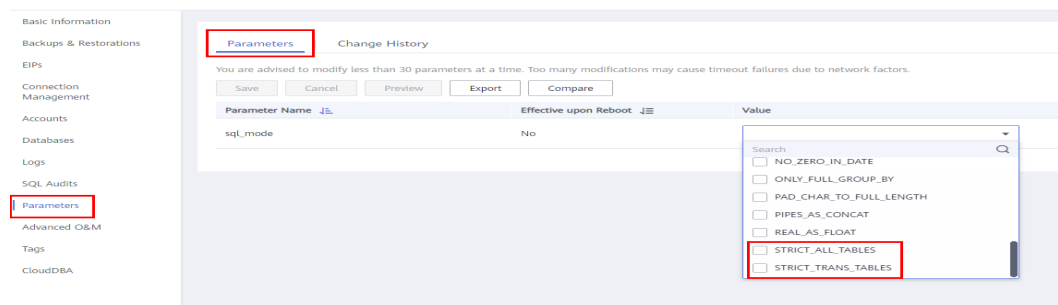 Basic Information
Backups & Restorations
EIPs
Connection
Management
Accounts
Databases
Logs
SQL Audits
Parameters
Advanced O&M
Tags
CloudDBA
Parameters Change History
You are advised to modify less than 30 parameters at a time. Too many modifications may cause timeout failures due to network factors.
Save Cancel Preview Export Compare
Parameter Name Effective upon Reboot Value
sql_mode No
Search
NO_ZERO_IN_DATE
ONLY_FULL_GROUP_BY
PAD_CHAR_TO_FULL_LENGTH
PIPES_AS_CONCAT
REAL_AS_FLOAT
STRICT_ALL_TABLES
STRICT_TRANS_TABLES